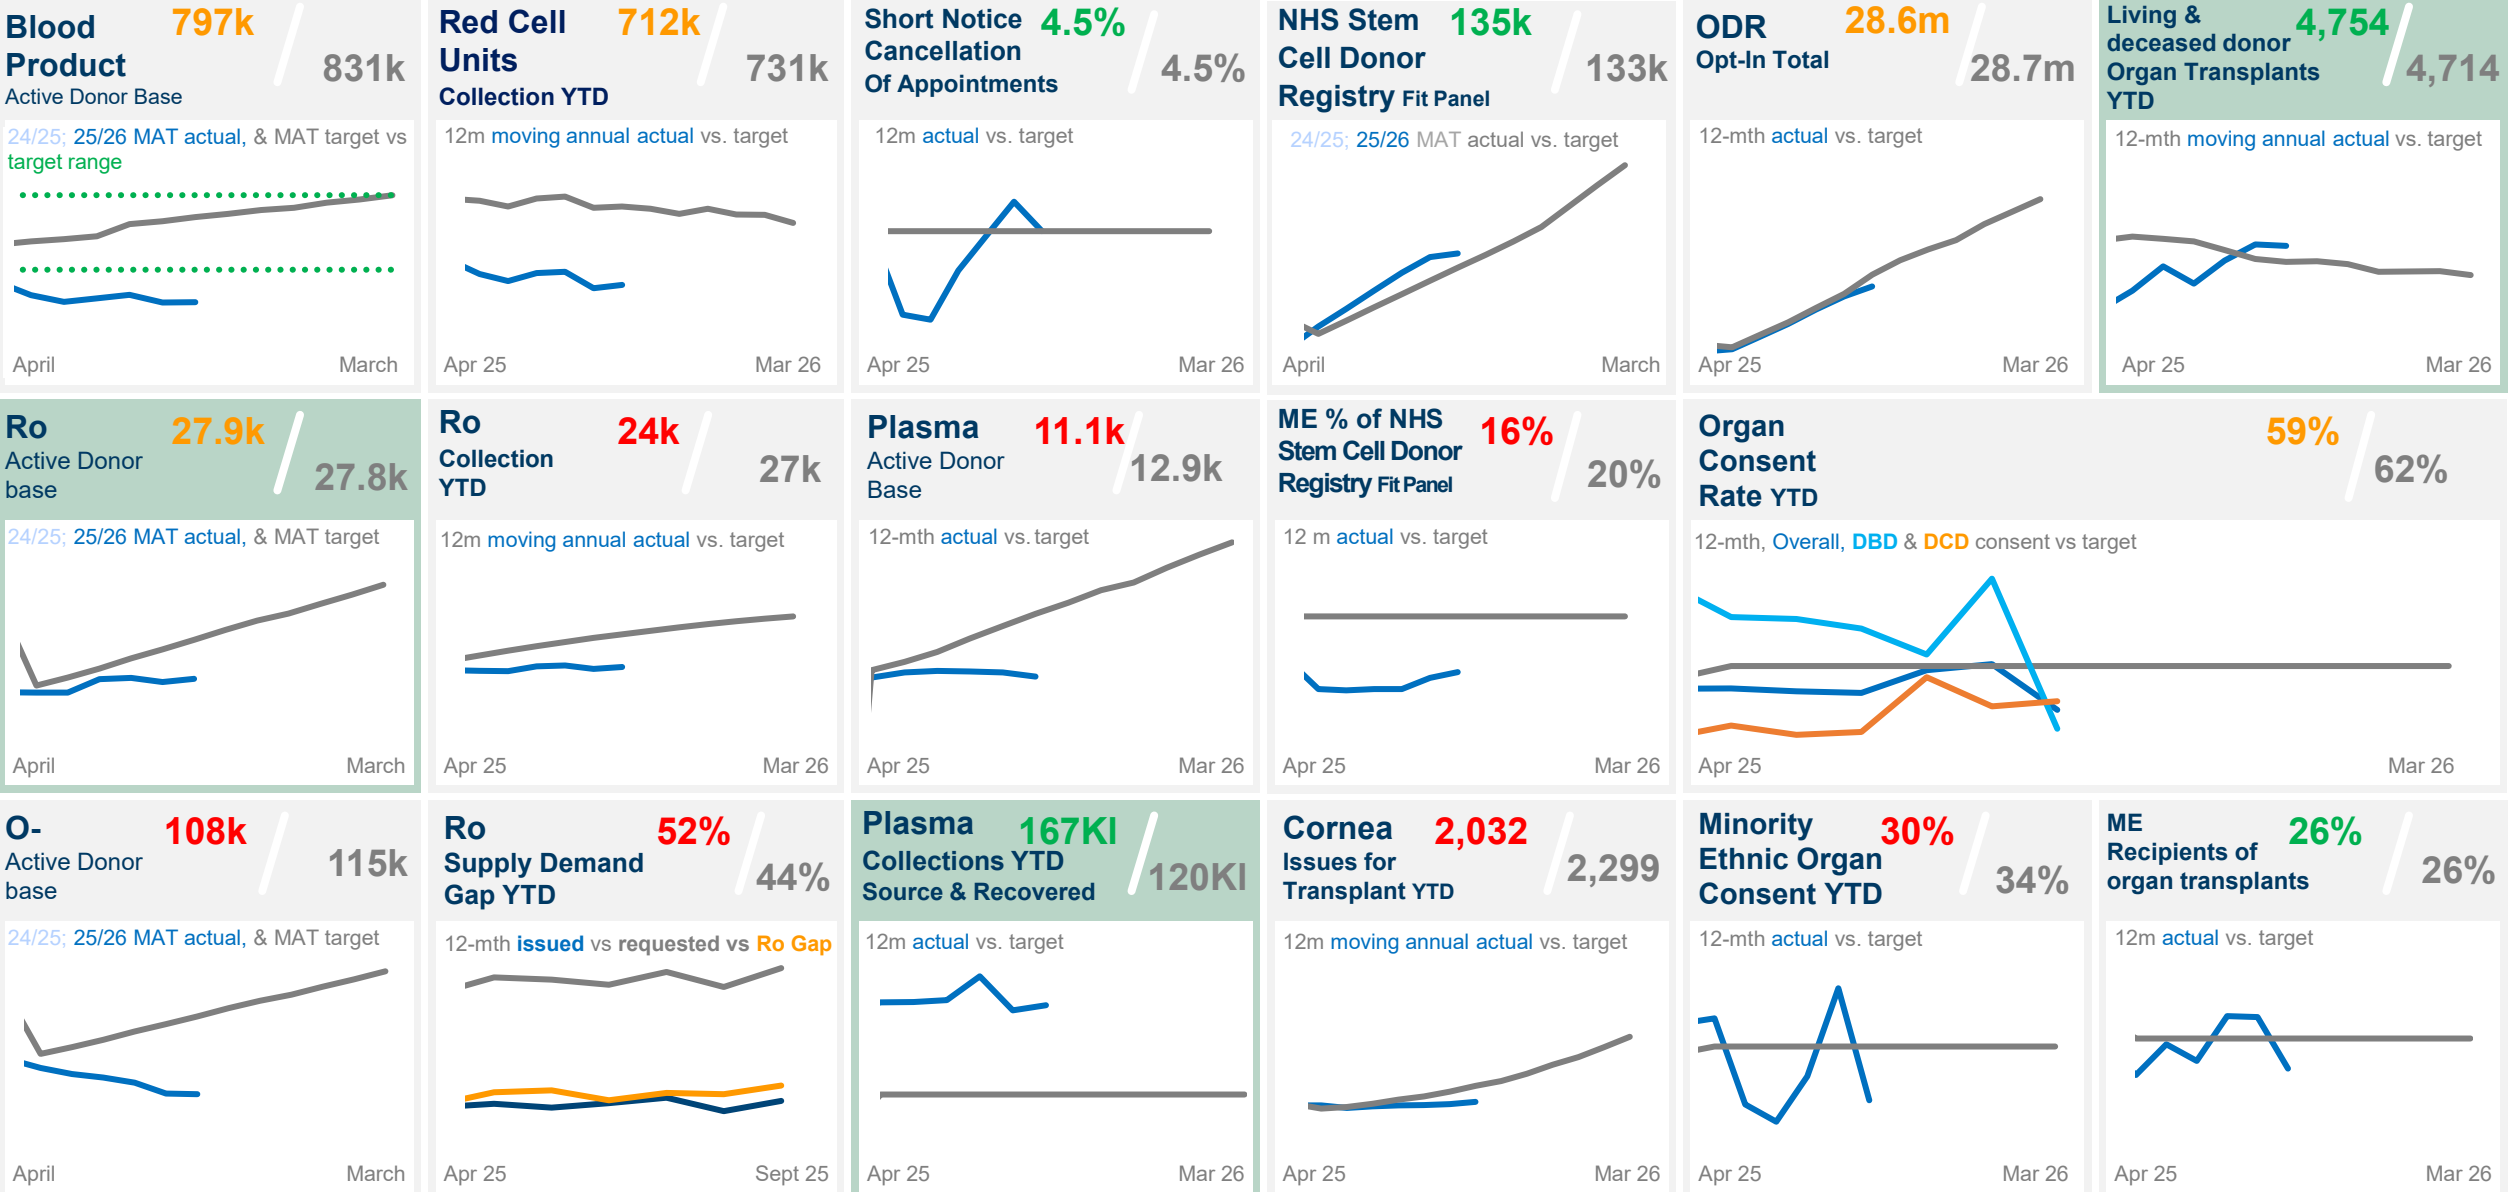 Blood
Product
Active Donor Base
797k
831k
24/25; 25/26 MAT actual, & MAT target vs
target range
April
March
Red Cell
Units
Collection YTD
712k
731k
12m moving annual actual vs. target
Apr 25
Mar 26
Short Notice
Cancellation
Of Appointments
4.5%
4.5%
12m actual vs. target
Apr 25
Mar 26
NHS Stem
Cell Donor
Registry Fit Panel
135k
133k
24/25; 25/26 MAT actual vs. target
April
March
ODR
Opt-In Total
28.6m
28.7m
12-mth actual vs. target
Apr 25
Mar 26
Living &
deceased donor
Organ Transplants
YTD
4,754
4,714
12-mth moving annual actual vs. target
Apr 25
Mar 26
Ro
Active Donor
base
27.9k
27.8k
24/25; 25/26 MAT actual, & MAT target
April
March
Ro
Collection
YTD
24k
27k
12m moving annual actual vs. target
Apr 25
Mar 26
Plasma
Active Donor
Base
11.1k
12.9k
12-mth actual vs. target
Apr 25
Mar 26
ME % of NHS
Stem Cell Donor
Registry Fit Panel
16%
20%
12 m actual vs. target
Apr 25
Mar 26
Organ
Consent
Rate YTD
59%
62%
12-mth, Overall, DBD & DCD consent vs target
Apr 25
Mar 26
O-
Active Donor
base
108k
115k
24/25; 25/26 MAT actual, & MAT target
April
March
Ro
Supply Demand
Gap YTD
52%
44%
12-mth issued vs requested vs Ro Gap
Apr 25
Sept 25
Plasma
Collections YTD
Source & Recovered
167Kl
120Kl
12m actual vs. target
Apr 25
Mar 26
Cornea
Issues for
Transplant YTD
2,032
2,299
12m moving annual actual vs. target
Apr 25
Mar 26
Minority
Ethnic Organ
Consent YTD
30%
34%
12-mth actual vs. target
Apr 25
Mar 26
ME
Recipients of
organ transplants
26%
26%
12m actual vs. target
Apr 25
Mar 26